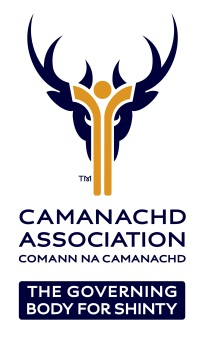 TM
CAMANACHD
ASSOCIATION
COMANN NA CAMANACHD
THE GOVERNING
BODY FOR SHINTY